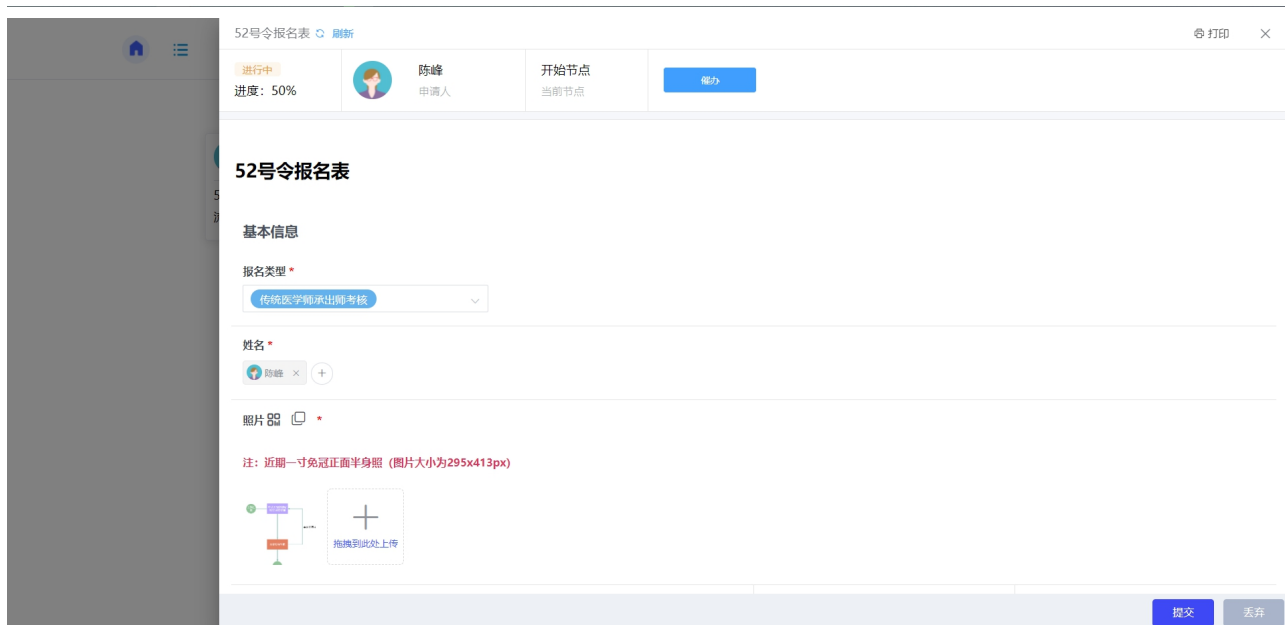 52号令报名表 刷新
打印
进行中
进度：50%
陈峰
申请人
开始节点
当前节点
催办
52号令报名表
基本信息
报名类型 *
传统医学师承出师考核
姓名 *
陈峰
照片 *
注：近期一寸免冠正面半身照（图片大小为295x413px）
拖拽到此处上传
提交
丢弃